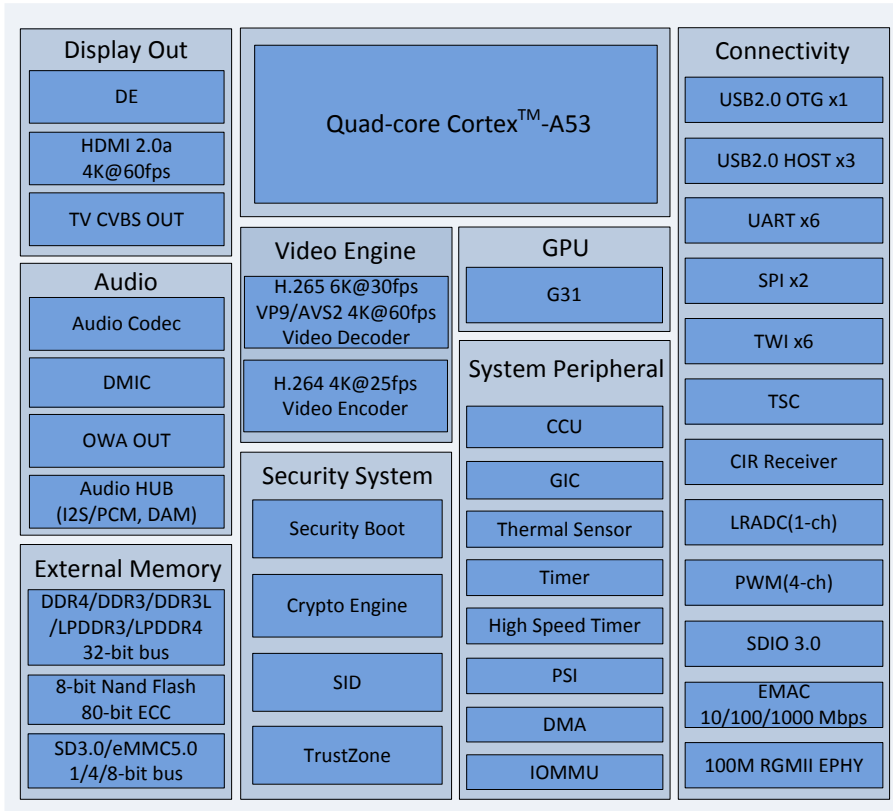 Display Out
DE
HDMI 2.0a
4K@60fps
TV CVBS OUT
Audio
Audio Codec
DMIC
OWA OUT
Audio HUB
(I2S/PCM, DAM)
External Memory
DDR4/DDR3/DDR3L
/LPDDR3/LPDDR4
32-bit bus
8-bit Nand Flash
80-bit ECC
SD3.0/eMMC5.0
1/4/8-bit bus
Quad-core Cortex™-A53
Video Engine
H.265 6K@30fps
VP9/AVS2 4K@60fps
Video Decoder
H.264 4K@25fps
Video Encoder
Security System
Security Boot
Crypto Engine
SID
TrustZone
GPU
G31
System Peripheral
CCU
GIC
Thermal Sensor
Timer
High Speed Timer
PSI
DMA
IOMMU
Connectivity
USB2.0 OTG x1
USB2.0 HOST x3
UART x6
SPI x2
TWI x6
TSC
CIR Receiver
LRADC(1-ch)
PWM(4-ch)
SDIO 3.0
EMAC
10/100/1000 Mbps
100M RGMII EPHY